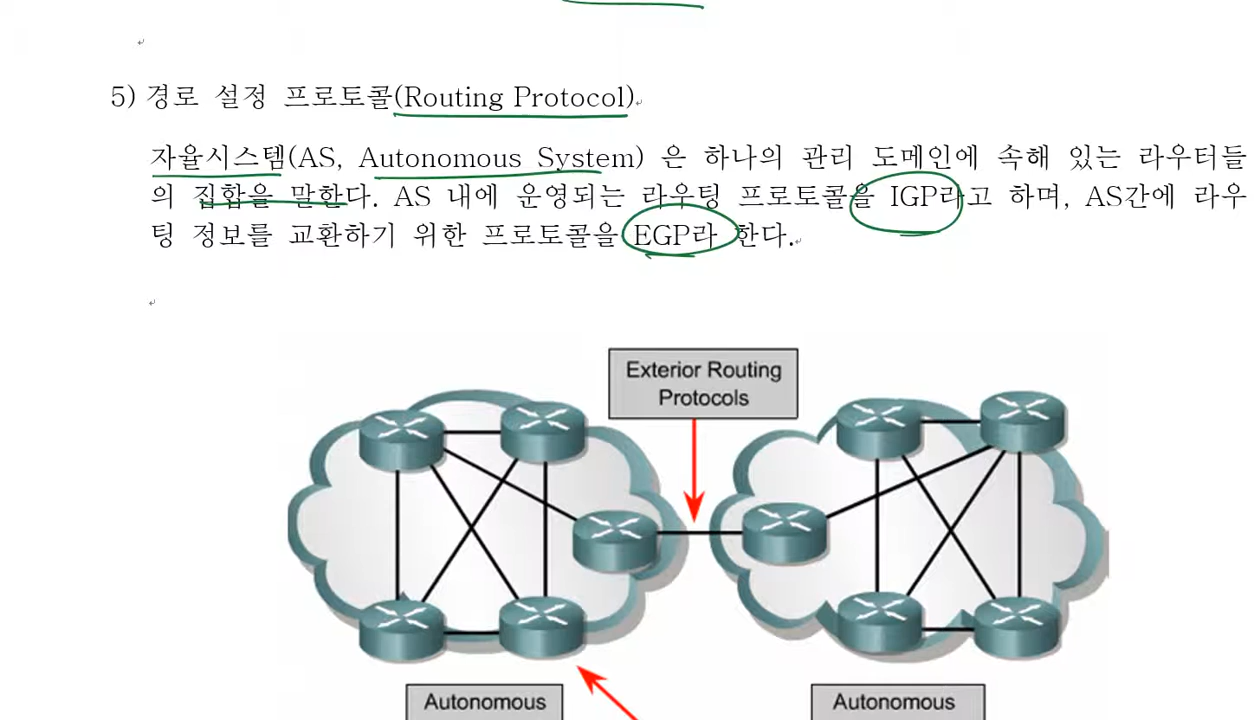 5) 경로 설정 프로토콜(Routing Protocol)
자율시스템(AS, Autonomous System) 은 하나의 관리 도메인에 속해 있는 라우터들
의 집합을 말한다. AS 내에 운영되는 라우팅 프로토콜을 IGP라고 하며, AS간에 라우
팅 정보를 교환하기 위한 프로토콜을 EGP라 한다.
Exterior Routing
Protocols
Autonomous
Autonomous